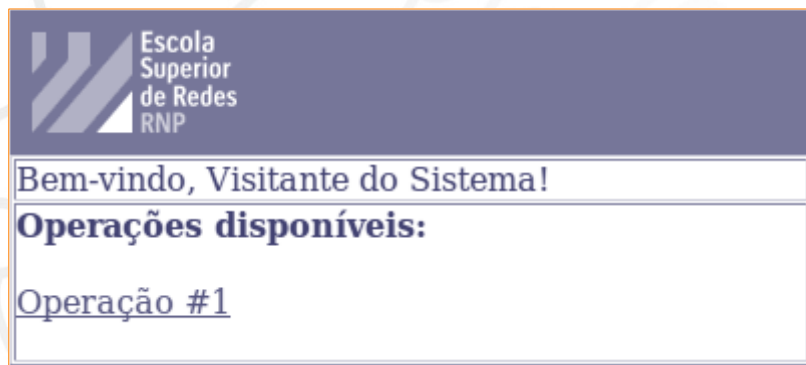 Escola
Superior
de Redes
RNP
Bem-vindo, Visitante do Sistema!
Operações disponíveis:
Operação #1